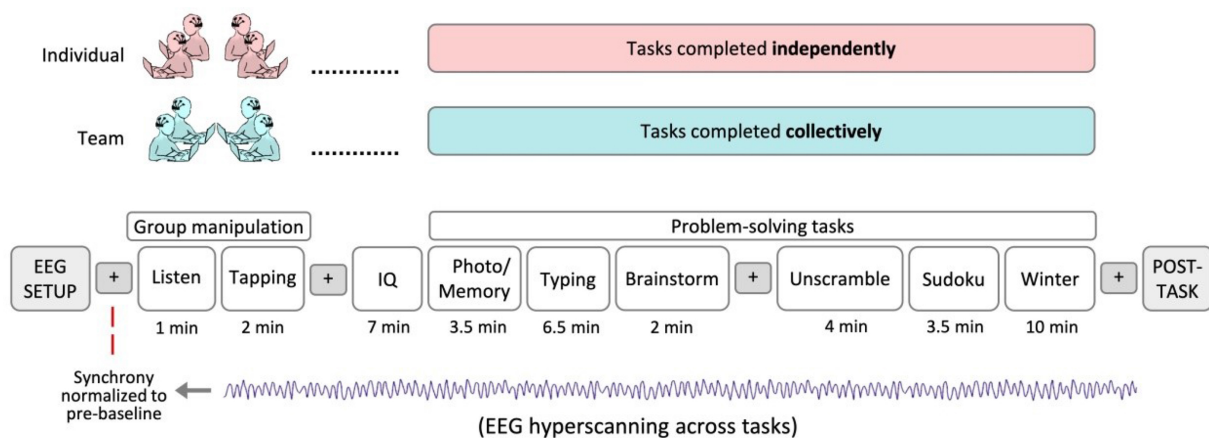 Individual
Tasks completed independently
Team
Tasks completed collectively
Group manipulation
Problem-solving tasks
EEG
SETUP
+
Listen
Tapping
+
IQ
Photo/
Memory
Typing
Brainstorm
+
Unscramble
Sudoku
Winter
+
POST-
TASK
1 min
2 min
7 min
3.5 min
6.5 min
2 min
4 min
3.5 min
10 min
Synchrony
normalized to
pre-baseline
(EEG hyperscanning across tasks)